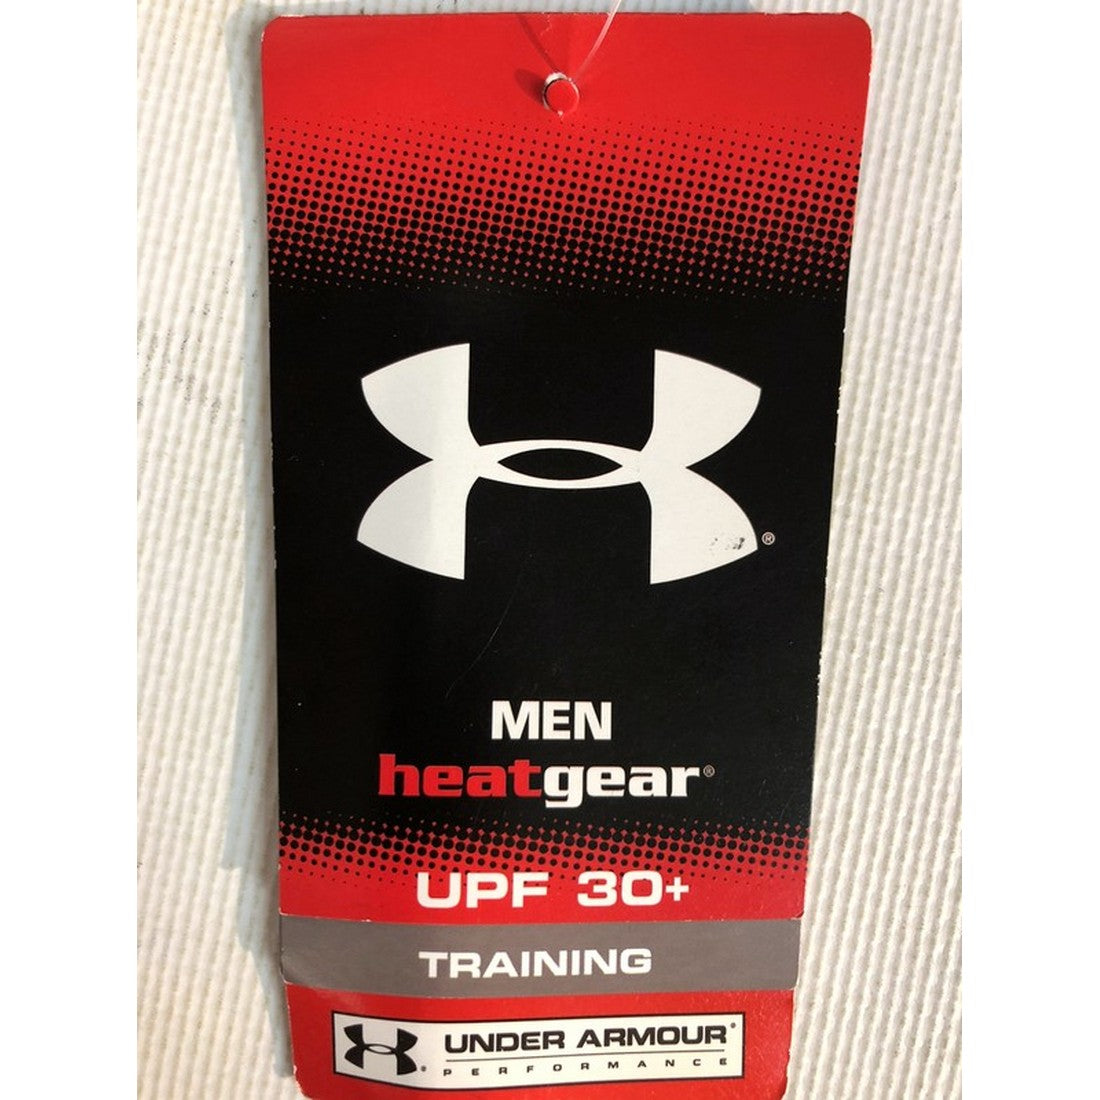 ®
MEN
heatgear®
UPF 30+
TRAINING
UNDER ARMOUR®
®
PERFORMANCE